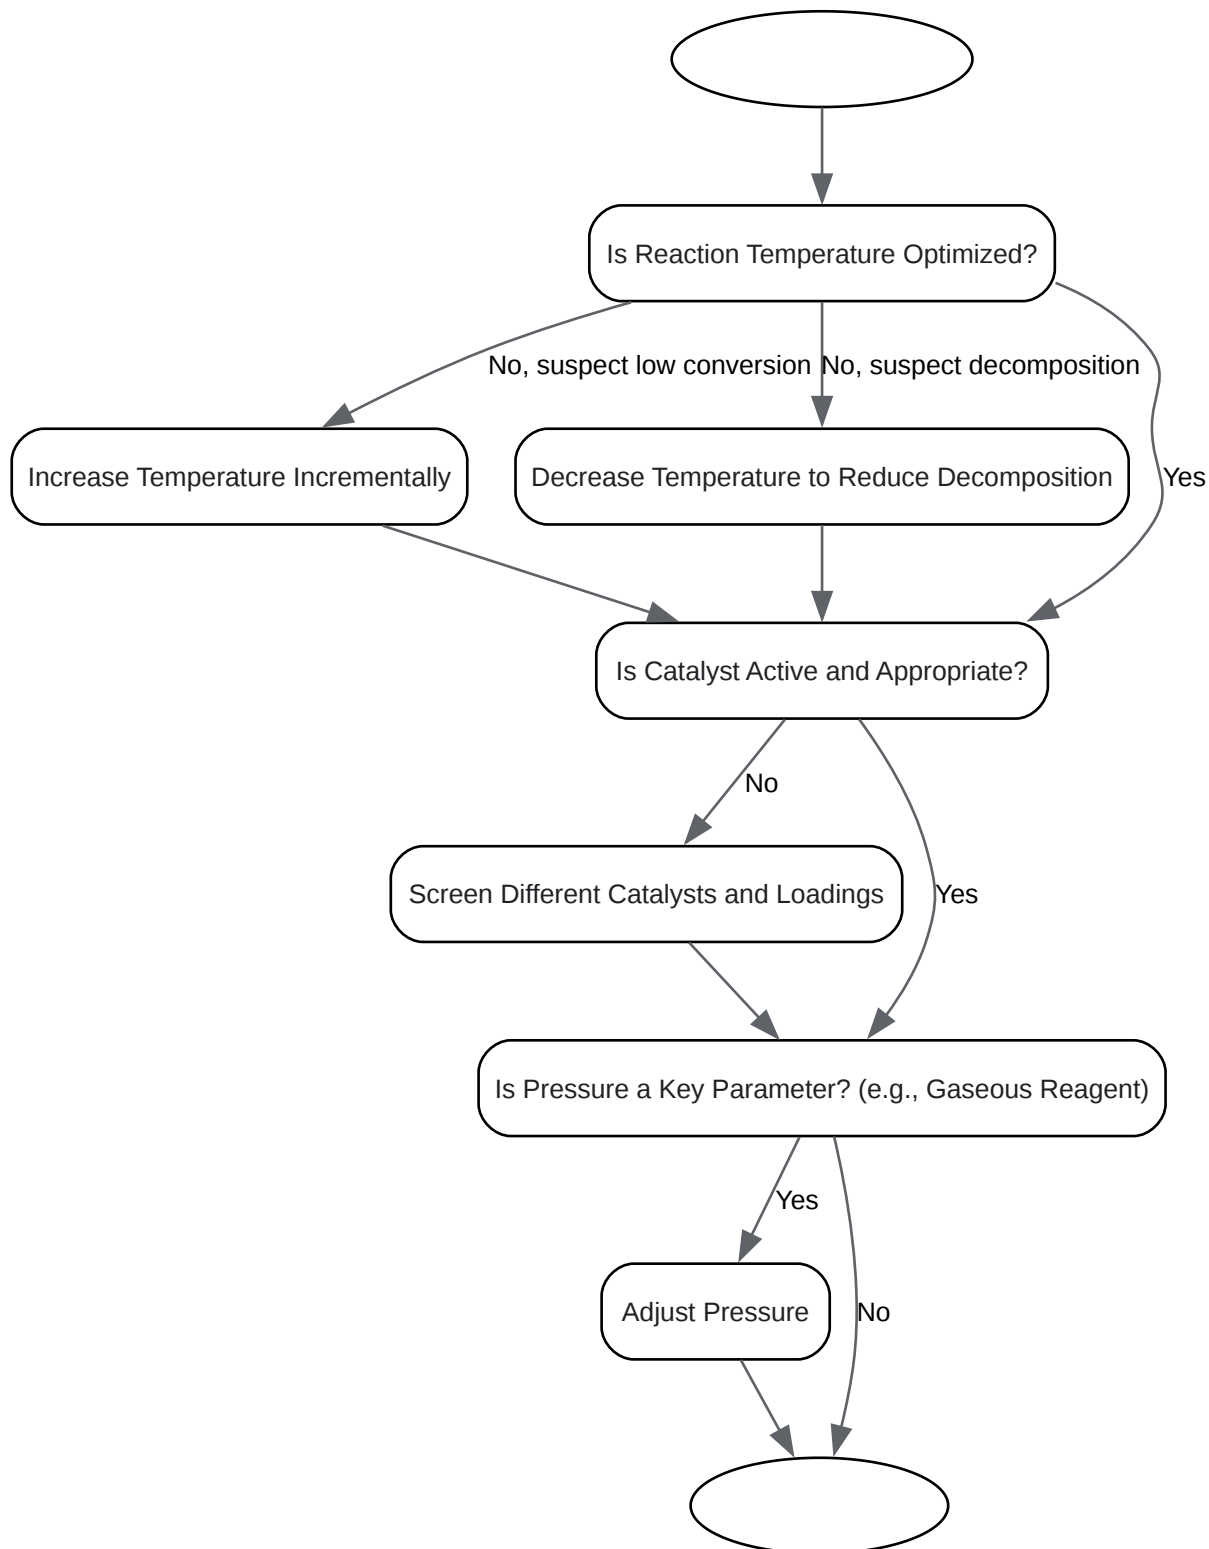 Is Reaction Temperature Optimized?
No, suspect low conversion
No, suspect decomposition
Increase Temperature Incrementally
Decrease Temperature to Reduce Decomposition
Yes
Is Catalyst Active and Appropriate?
No
Screen Different Catalysts and Loadings
Yes
Is Pressure a Key Parameter? (e.g., Gaseous Reagent)
Yes
Adjust Pressure
No